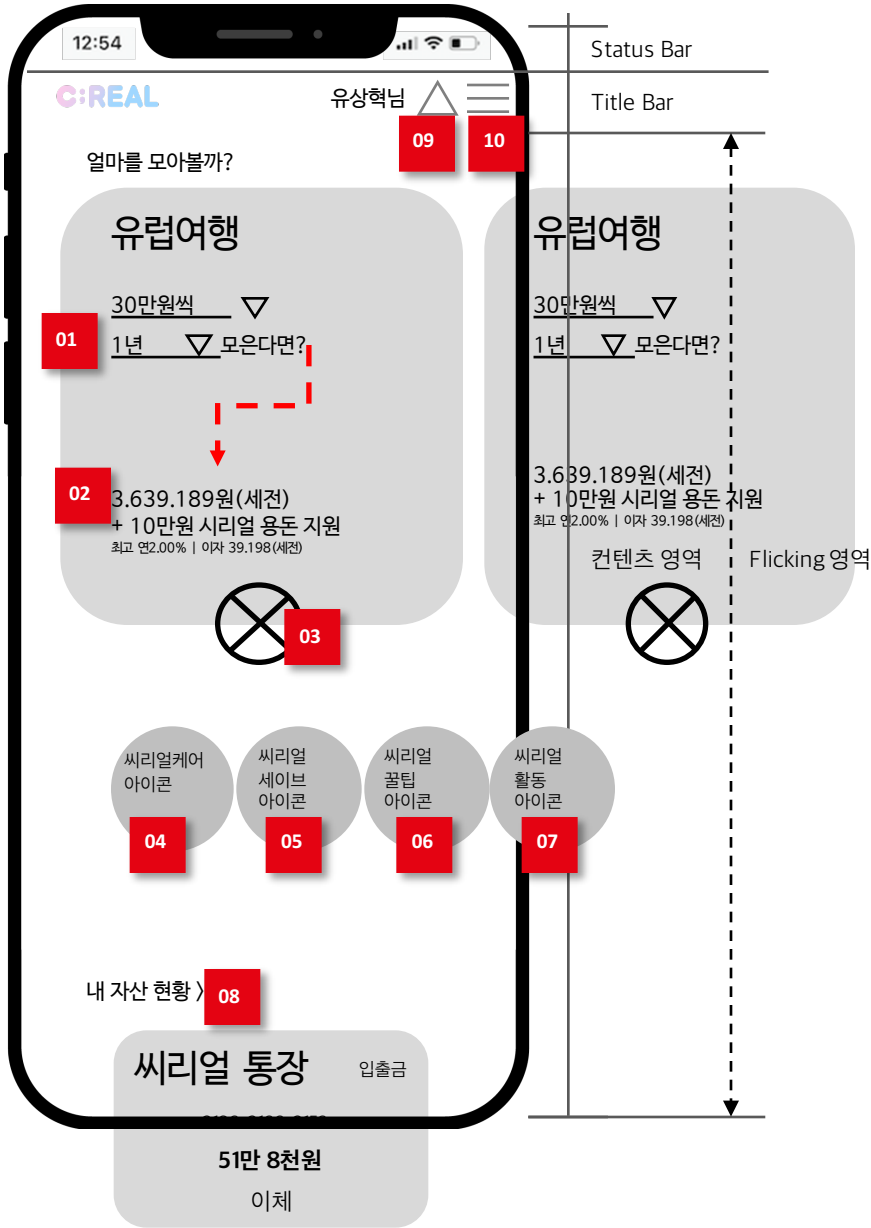 12:54
Status Bar
C;REAL
유상혁님
Title Bar
09
10
얼마를 모아볼까?
유럽여행
30만원씩
01
1년
모은다면?
02
3.639.189원(세전)
+ 10만원 시리얼 용돈 지원
최고 연2.00% | 이자 39.198(세전)
03
유럽여행
30만원씩
1년
모은다면?
3.639.189원(세전)
+ 10만원 시리얼 용돈 지원
최고 연2.00% | 이자 39.198(세전)
컨텐츠 영역
Flicking 영역
씨리얼케어
아이콘
04
씨리얼
세이브
아이콘
05
씨리얼
꿀팁
아이콘
06
씨리얼
활동
아이콘
07
내 자산 현황 >
08
씨리얼 통장
입출금
51만 8천원
이체